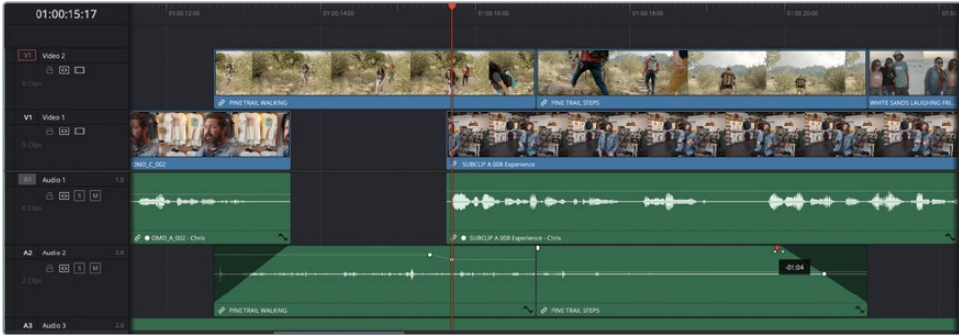 01:00:15:17
01:00:12:00
01:00:14:00
01:00:16:00
01:00:18:00
01:00:20:00
V1 Video 2
9 Clips
PINE TRAIL WALKING
PINE TRAIL STEPS
WHITE SANDS LAUGHING FRI...
V1 Video 1
9 Clips
OMO_C_002
SUBCLIP A 008 Experience
A1 Audio 1 1.0
S M
6 Clips
OMO_A_002 - Chris
SUBCLIP A 008 Experience - Chris
A2 Audio 2 2.0
S M
2 Clips
-01:04
PINE TRAIL WALKING
PINE TRAIL STEPS
A3 Audio 3 2.0